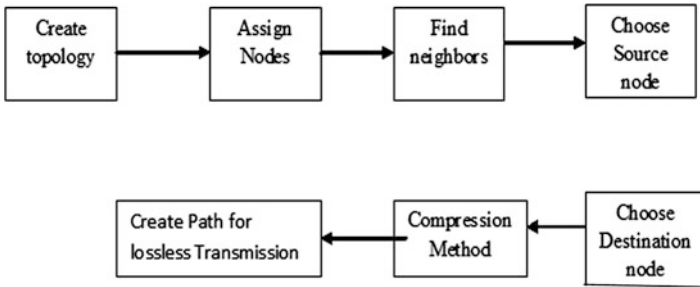 Create
topology
Assign
Nodes
Find
neighbors
Choose
Source
node
Create Path for
lossless Transmission
Compression
Method
Choose
Destination
node